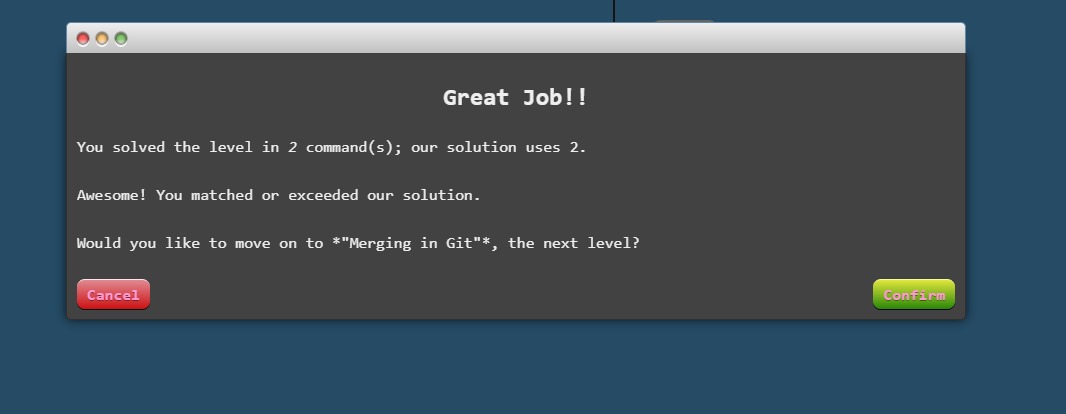 Great Job!!
You solved the level in 2 command(s); our solution uses 2.
Awesome! You matched or exceeded our solution.
Would you like to move on to *"Merging in Git"*, the next level?
Cancel
Confirm